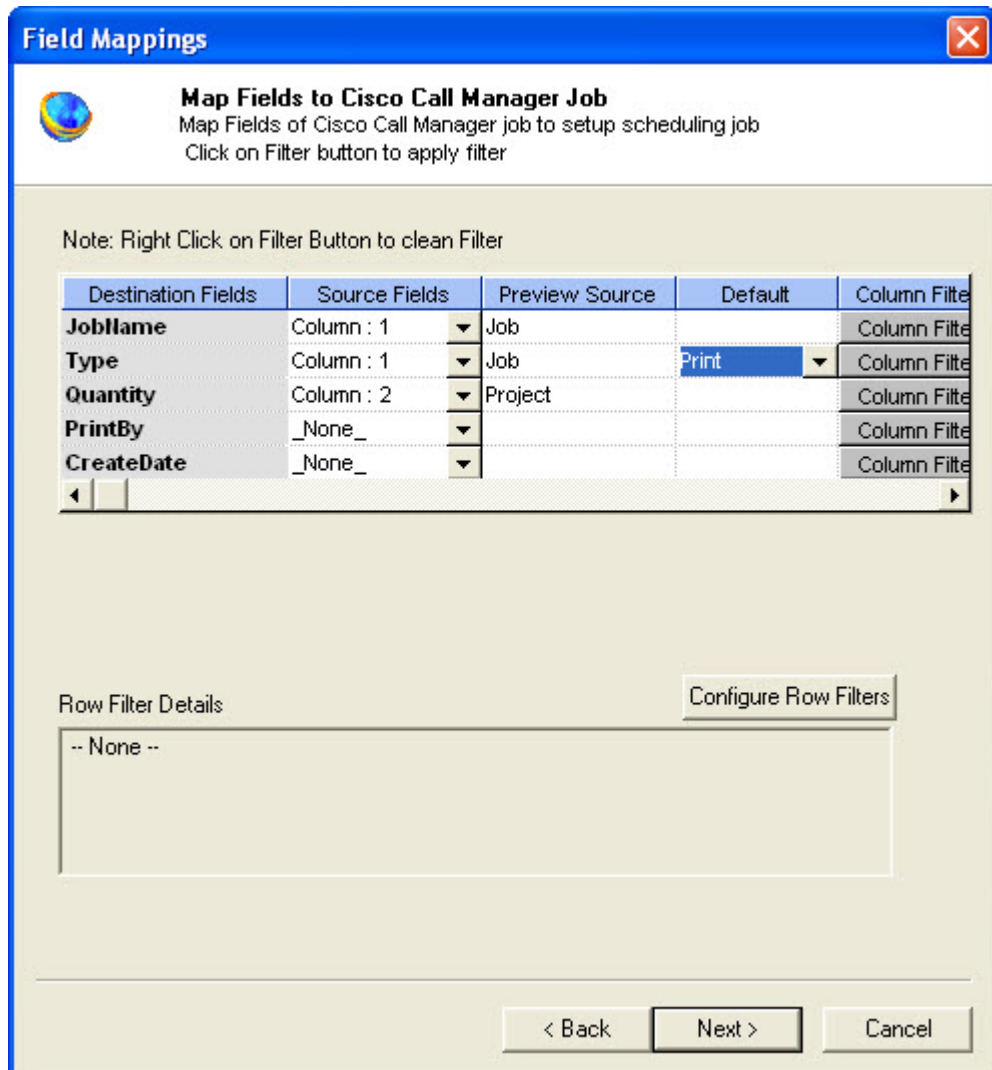 Field Mappings
Map Fields to Cisco Call Manager Job
Map Fields of Cisco Call Manager job to setup scheduling job
Click on Filter button to apply filter
Note: Right Click on Filter Button to clean Filter
Destination Fields Source Fields Preview Source Default Column Filte
JobName Column : 1 Job Column Filte
Type Column : 1 Job Print Column Filte
Quantity Column : 2 Project Column Filte
PrintBy _None_ Column Filte
CreateDate _None_ Column Filte
Row Filter Details Configure Row Filters
-- None --
< Back Next > Cancel